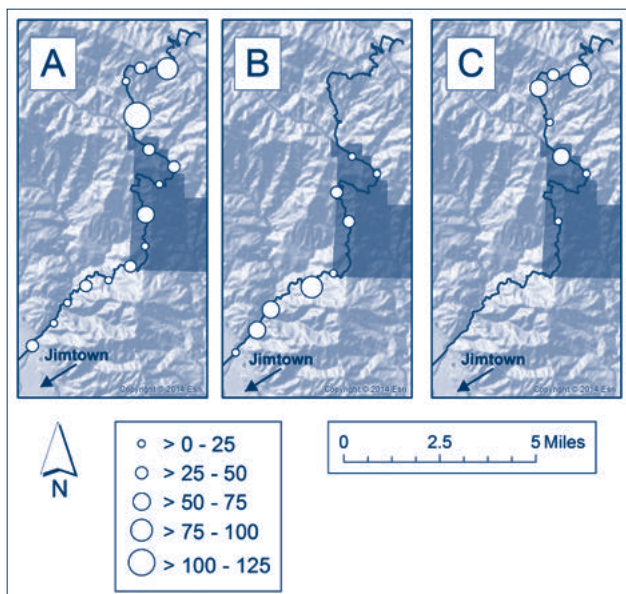 A
B
C
Jimtown
Copyright © 2014 Esri
Jimtown
Copyright © 2014 Esri
Jimtown
Copyright © 2014 Esri
N
> 0 - 25
> 25 - 50
> 50 - 75
> 75 - 100
> 100 - 125
0 2.5 5 Miles